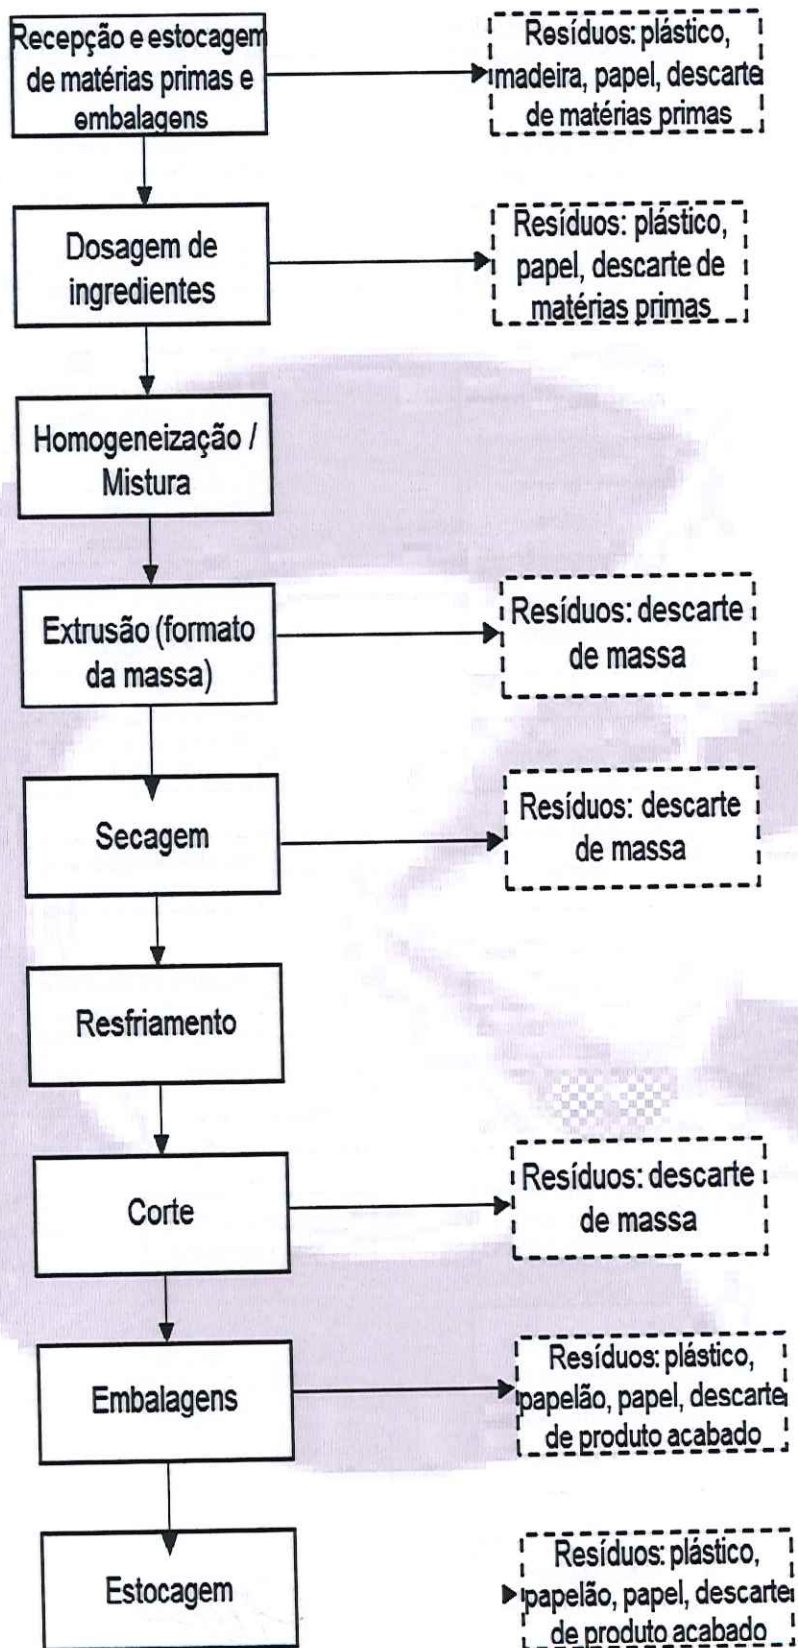 Recepção e estocagem
de matérias primas e
embalagens
Resíduos: plástico,
madeira, papel, descarte
de matérias primas
Dosagem de
ingredientes
Resíduos: plástico,
papel, descarte de
matérias primas
Homogeneização /
Mistura
Extrusão (formato
da massa)
Resíduos: descarte
de massa
Secagem
Resíduos: descarte
de massa
Resfriamento
Corte
Resíduos: descarte
de massa
Embalagens
Resíduos: plástico,
papelão, papel, descarte
de produto acabado
Estocagem
Resíduos: plástico,
papelão, papel, descarte
de produto acabado